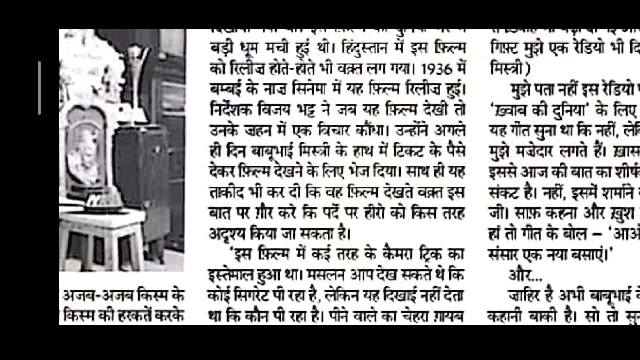 अजब-अजब किस्म के
किस्म की हरकतें करके
बड़ी धूम मची हुई थी। हिंदुस्तान में इस फ़िल्म
को रिलीज होते-होते भी वक़्त लग गया। 1936 में
बम्बई के नाज सिनेमा में यह फ़िल्म रिलीज हुई।
निर्देशक विजय भट्ट ने जब यह फ़िल्म देखी तो
उनके जहन में एक विचार कौंधा। उन्होंने अगले
ही दिन बाबूभाई मिस्त्री के हाथ में टिकट के पैसे
देकर फ़िल्म देखने के लिए भेज दिया। साथ ही यह
ताकीद भी कर दी कि वह फ़िल्म देखते वक़्त इस
बात पर ग़ौर करे कि पर्दे पर हीरो को किस तरह
अदृश्य किया जा सकता है।
'इस फ़िल्म में कई तरह के कैमरा ट्रिक का
इस्तेमाल हुआ था। मसलन आप देख सकते थे कि
कोई सिगरेट पी रहा है, लेकिन यह दिखाई नहीं देता
था कि कौन पी रहा है। पीने वाले का चेहरा ग़ायब
गिफ़्ट मुझे एक रेडियो भी
मिस्त्री)
मुझे पता नहीं इस रेडियो
'ख़्वाब की दुनिया' के लिए
यह गीत सुना था कि नहीं,
मुझे मजेदार लगते हैं।
इससे आज की बात का
संकट है। नहीं, इसमें शर्माने
जी। साफ़ कहना और ख़ुश
हां तो गीत के बोल –
संसार एक नया बसाएं।'
और...
जाहिर है अभी बाबूभाई
कहानी बाकी है। सो तो